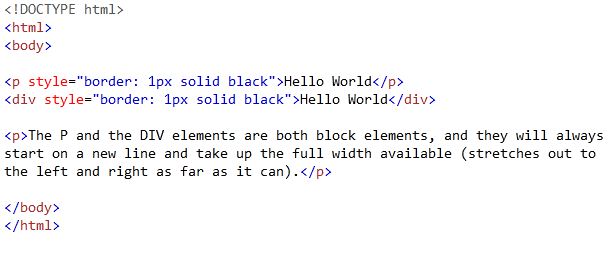 <!DOCTYPE html>
<html>
<body>
<p style="border: 1px solid black">Hello World</p>
<div style="border: 1px solid black">Hello World</div>
<p>The P and the DIV elements are both block elements, and they will always
start on a new line and take up the full width available (stretches out to
the left and right as far as it can).</p>
</body>
</html>